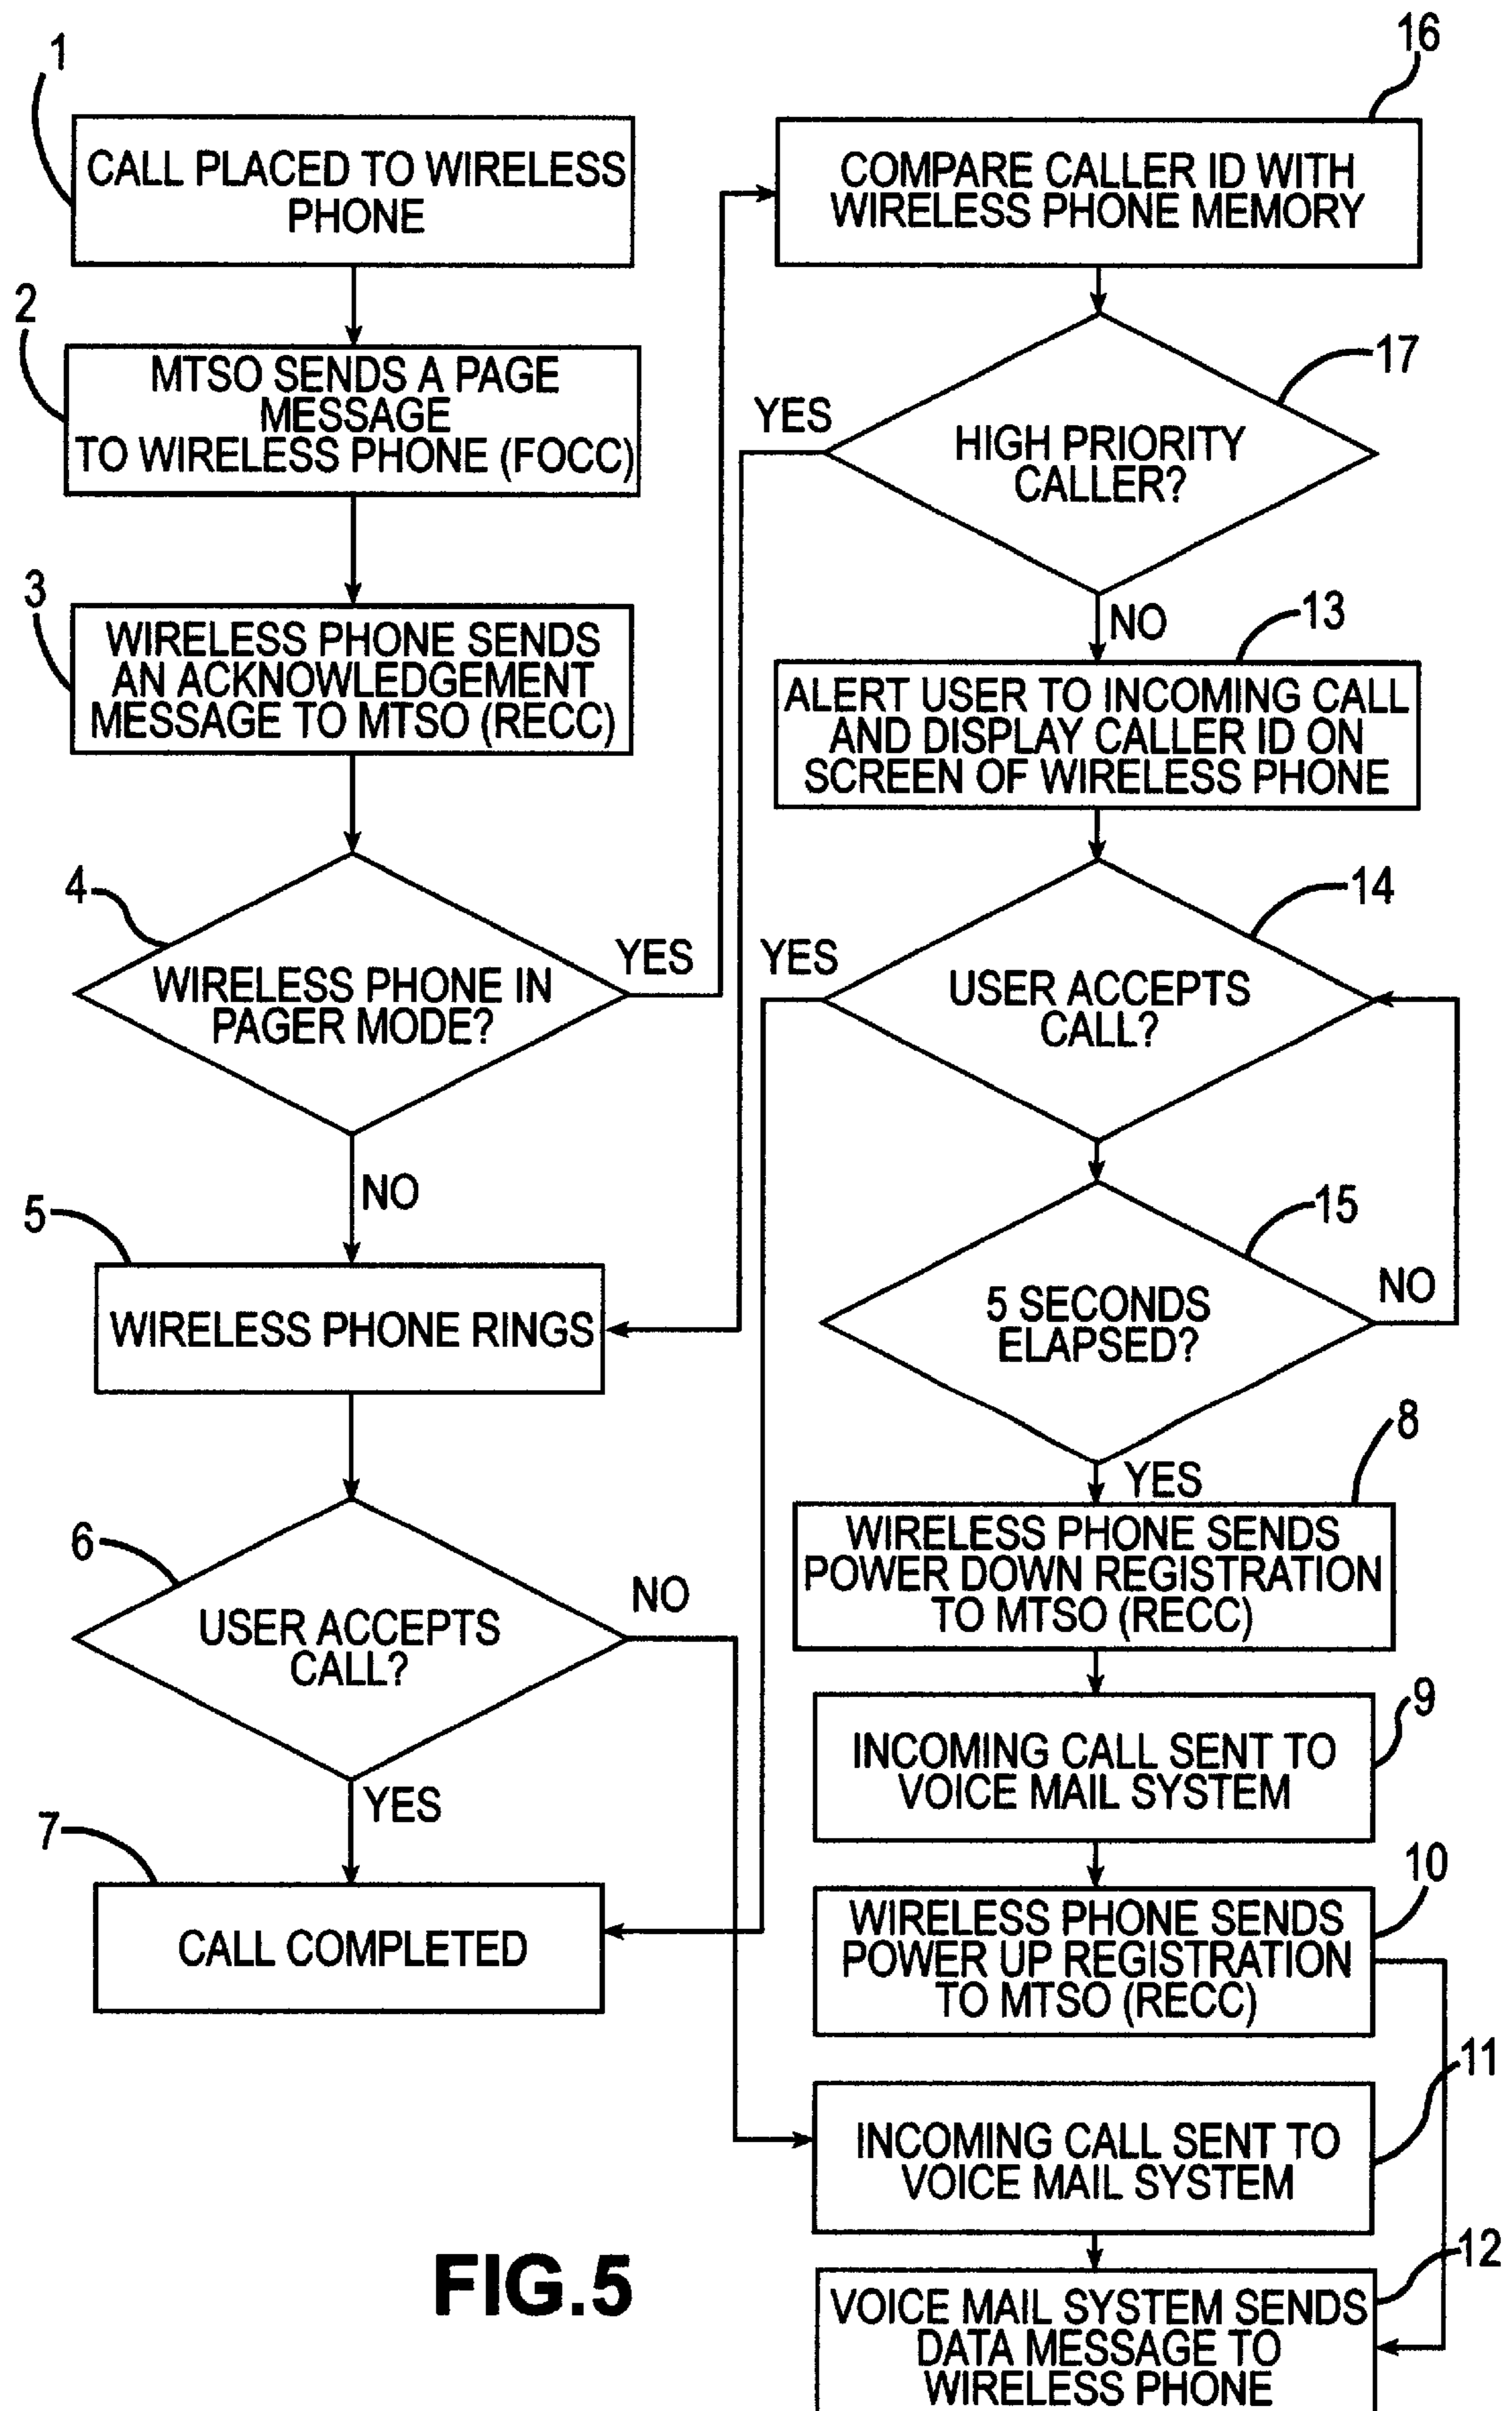 1
CALL PLACED TO WIRELESS
PHONE
2
MTSO SENDS A PAGE
MESSAGE
TO WIRELESS PHONE (FOCC)
3
WIRELESS PHONE SENDS
AN ACKNOWLEDGEMENT
MESSAGE TO MTSO (RECC)
4
WIRELESS PHONE IN
PAGER MODE?
YES
NO
5
WIRELESS PHONE RINGS
6
USER ACCEPTS
CALL?
NO
YES
7
CALL COMPLETED
16
COMPARE CALLER ID WITH
WIRELESS PHONE MEMORY
17
YES
HIGH PRIORITY
CALLER?
NO
13
ALERT USER TO INCOMING CALL
AND DISPLAY CALLER ID ON
SCREEN OF WIRELESS PHONE
14
YES
USER ACCEPTS
CALL?
15
5 SECONDS
ELAPSED?
NO
YES
8
WIRELESS PHONE SENDS
POWER DOWN REGISTRATION
TO MTSO (RECC)
9
INCOMING CALL SENT TO
VOICE MAIL SYSTEM
10
WIRELESS PHONE SENDS
POWER UP REGISTRATION
TO MTSO (RECC)
11
INCOMING CALL SENT TO
VOICE MAIL SYSTEM
12
VOICE MAIL SYSTEM SENDS
DATA MESSAGE TO
WIRELESS PHONE
FIG.5